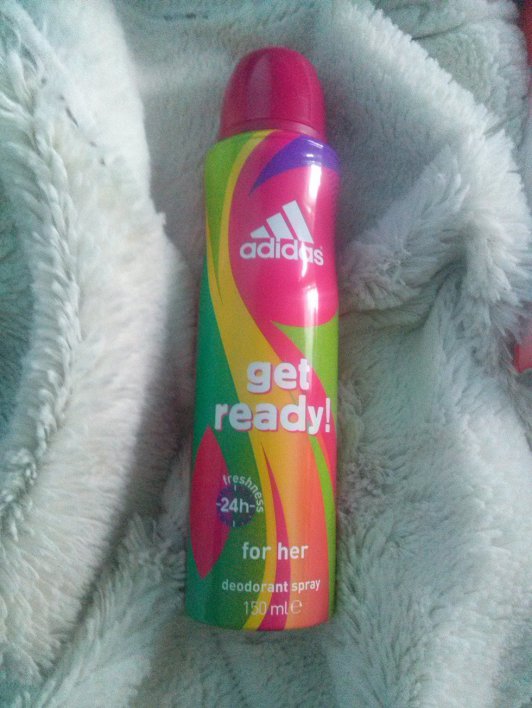 adidas
get
ready!
freshness
-24h-
for her
deodorant spray
150 ml e